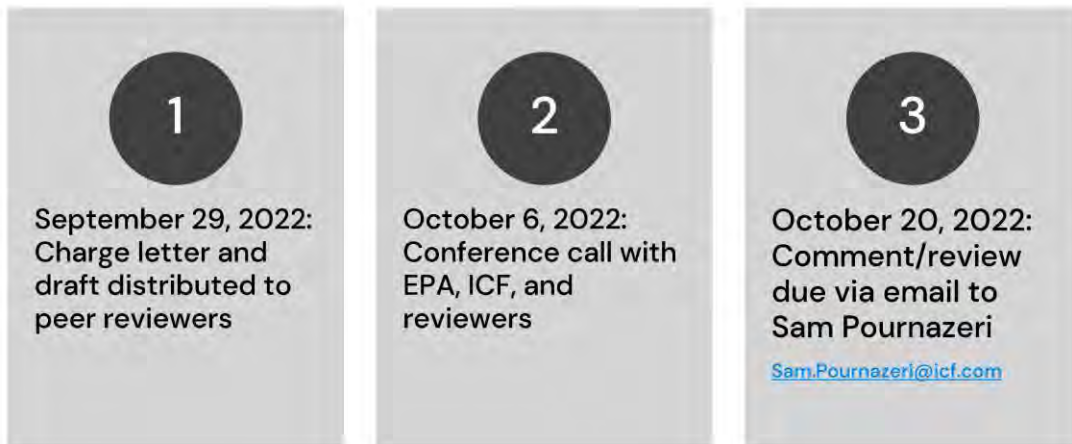 1
September 29, 2022:
Charge letter and
draft distributed to
peer reviewers
2
October 6, 2022:
Conference call with
EPA, ICF, and
reviewers
3
October 20, 2022:
Comment/review
due via email to
Sam Pournazeri
Sam.Pournazeri@icf.com